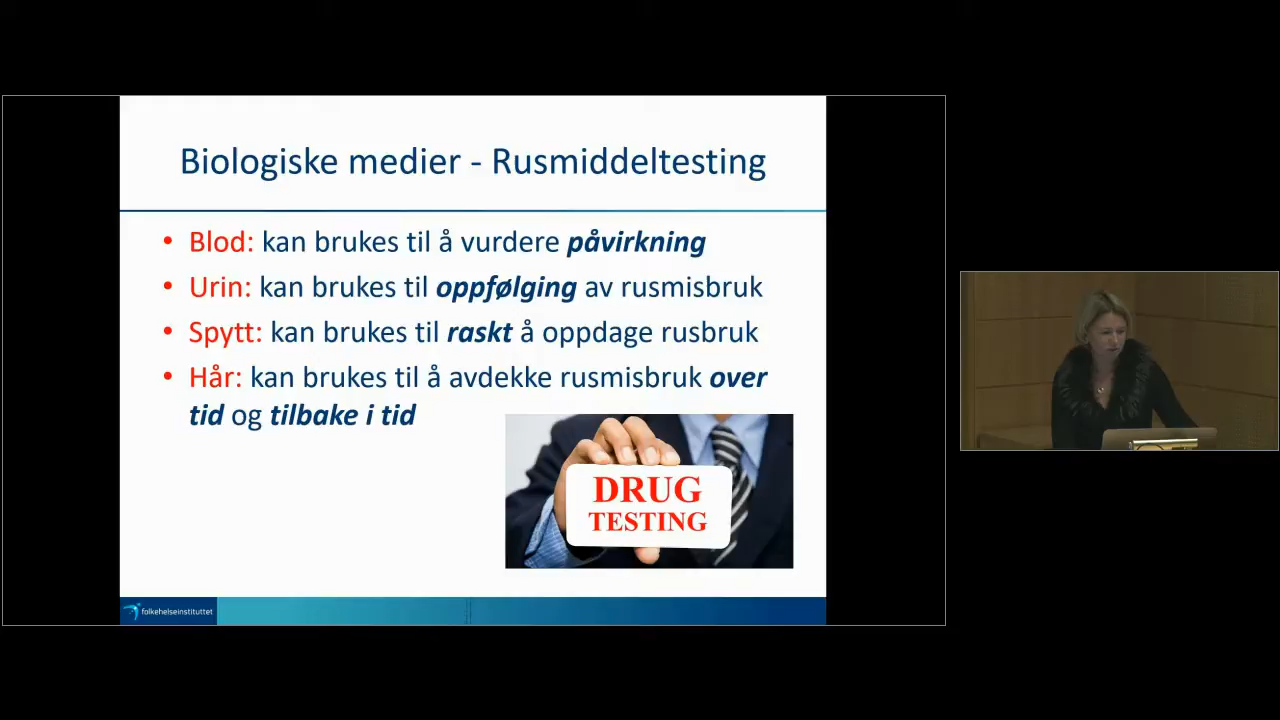 Biologiske medier - Rusmiddeltesting
• Blod: kan brukes til å vurdere påvirkning
• Urin: kan brukes til oppfølging av rusmisbruk
• Spytt: kan brukes til raskt å oppdage rusbruk
• Hår: kan brukes til å avdekke rusmisbruk over
tid og tilbake i tid
DRUG
TESTING
folkehelseinstituttet